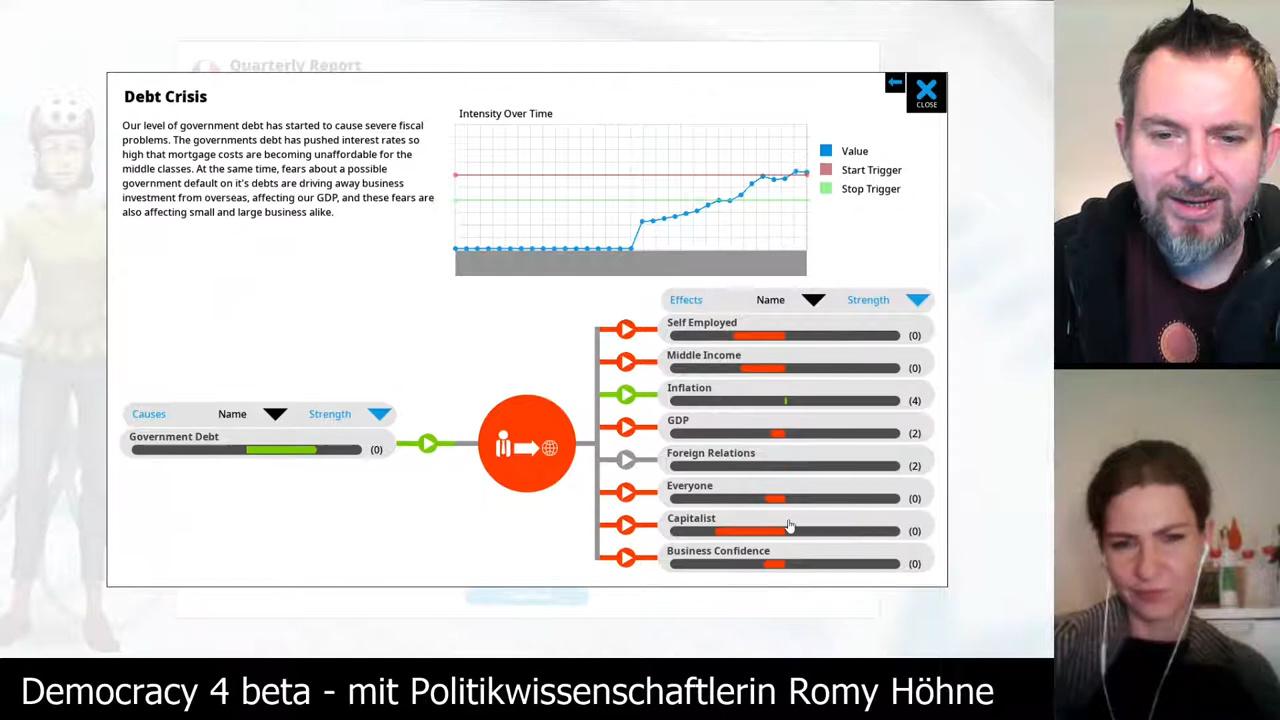 Quarterly Report
CLOSE
Debt Crisis
Our level of government debt has started to cause severe fiscal
problems. The governments debt has pushed interest rates so
high that mortgage costs are becoming unaffordable for the
middle classes. At the same time, fears about a possible
government default on it's debts are driving away business
investment from overseas, affecting our GDP, and these fears are
also affecting small and large business alike.
Intensity Over Time
Value
Start Trigger
Stop Trigger
Causes Name Strength
Government Debt
(0)
Effects Name Strength
Self Employed
(0)
Middle Income
(0)
Inflation
(4)
GDP
(2)
Foreign Relations
(2)
Everyone
(0)
Capitalist
(0)
Business Confidence
(0)
Democracy 4 beta - mit Politikwissenschaftlerin Romy Höhne